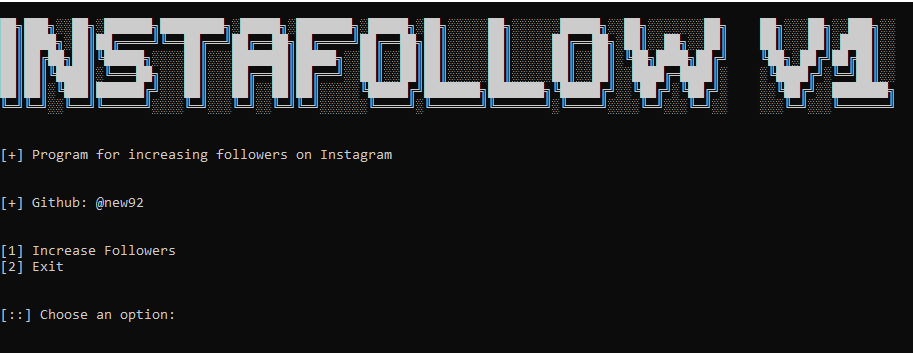 INSTAFOLLOW V1
[+] Program for increasing followers on Instagram
[+] Github: @new92
[1] Increase Followers
[2] Exit
[::] Choose an option: